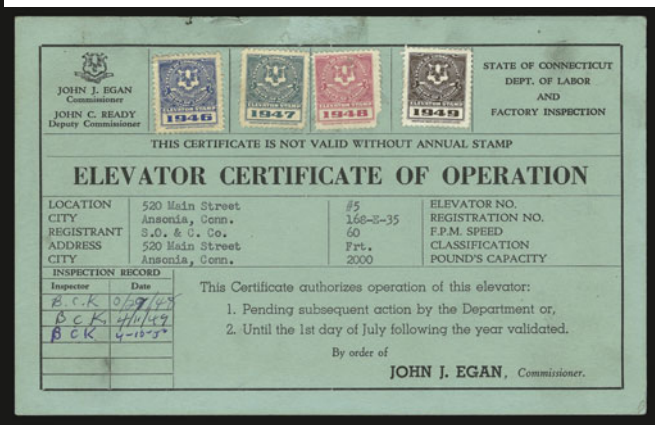 JOHN J. EGAN
Commissioner
JOHN C. READY
Deputy Commissioner
ELEVATOR STAMP
1946
ELEVATOR STAMP
1947
ELEVATOR STAMP
1948
ELEVATOR STAMP
1949
STATE OF CONNECTICUT
DEPT. OF LABOR
AND
FACTORY INSPECTION
THIS CERTIFICATE IS NOT VALID WITHOUT ANNUAL STAMP
ELEVATOR CERTIFICATE OF OPERATION
LOCATION 520 Main Street #5 ELEVATOR NO.
CITY Ansonia, Conn. 168-E-35 REGISTRATION NO.
REGISTRANT S.O. & C. Co. 60 F.P.M. SPEED
ADDRESS 520 Main Street Frt. CLASSIFICATION
CITY Ansonia, Conn. 2000 POUND'S CAPACITY
INSPECTION RECORD
Inspector Date
B.C.K
B C K 4/11/49
B C K 4-10-50
This Certificate authorizes operation of this elevator:
1. Pending subsequent action by the Department or,
2. Until the 1st day of July following the year validated.
By order of
JOHN J. EGAN, Commissioner.